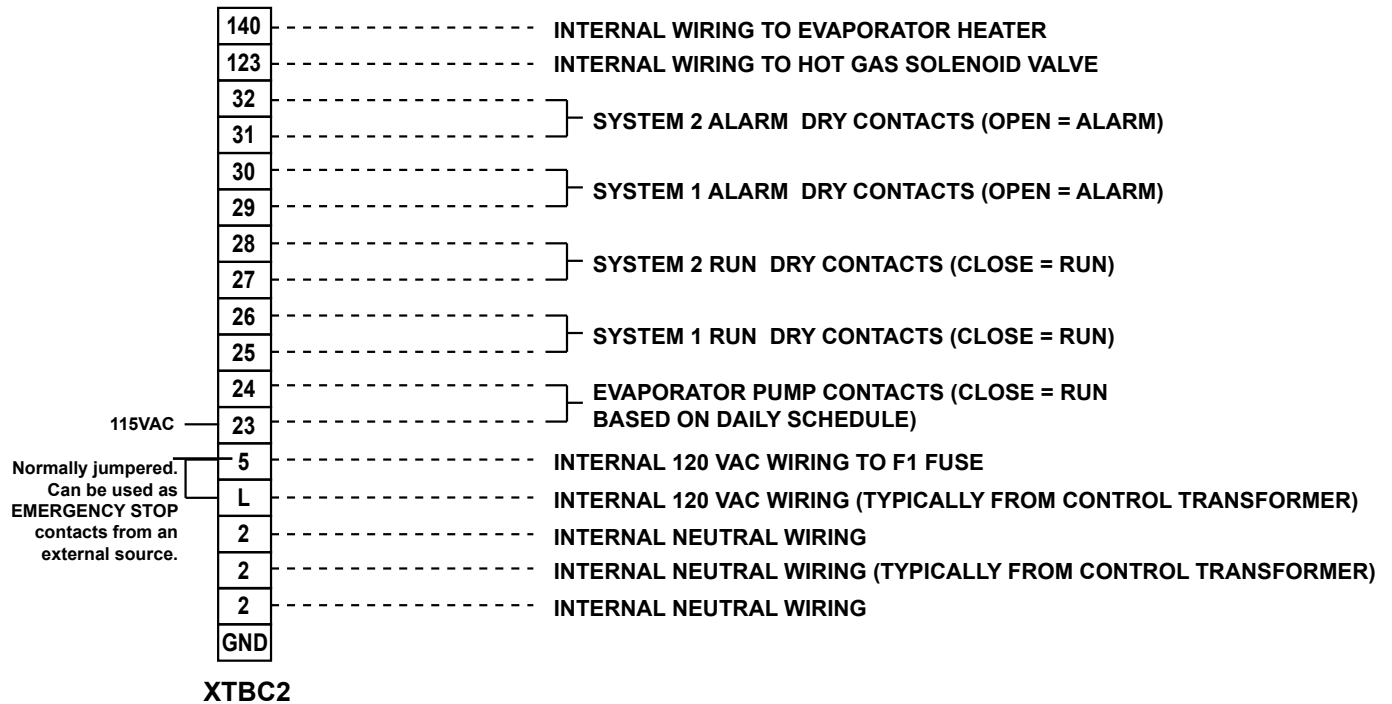 140 INTERNAL WIRING TO EVAPORATOR HEATER
123 INTERNAL WIRING TO HOT GAS SOLENOID VALVE
32
SYSTEM 2 ALARM DRY CONTACTS (OPEN = ALARM)
31
30
SYSTEM 1 ALARM DRY CONTACTS (OPEN = ALARM)
29
28
SYSTEM 2 RUN DRY CONTACTS (CLOSE = RUN)
27
26
SYSTEM 1 RUN DRY CONTACTS (CLOSE = RUN)
25
24
EVAPORATOR PUMP CONTACTS (CLOSE = RUN
BASED ON DAILY SCHEDULE)
115VAC 23
5 INTERNAL 120 VAC WIRING TO F1 FUSE
Normally jumpered.
Can be used as
EMERGENCY STOP
contacts from an
external source.
L INTERNAL 120 VAC WIRING (TYPICALLY FROM CONTROL TRANSFORMER)
2 INTERNAL NEUTRAL WIRING
2 INTERNAL NEUTRAL WIRING (TYPICALLY FROM CONTROL TRANSFORMER)
2 INTERNAL NEUTRAL WIRING
GND
XTBC2